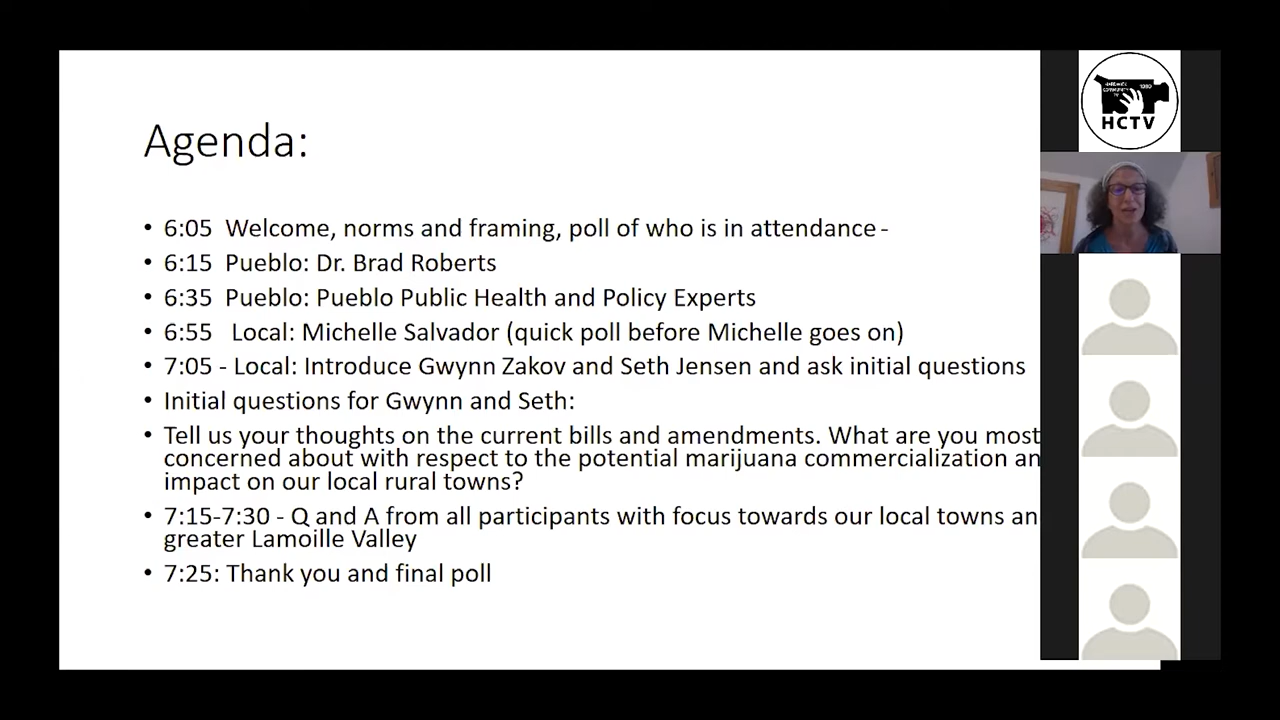 Agenda:
• 6:05 Welcome, norms and framing, poll of who is in attendance -
• 6:15 Pueblo: Dr. Brad Roberts
• 6:35 Pueblo: Pueblo Public Health and Policy Experts
• 6:55 Local: Michelle Salvador (quick poll before Michelle goes on)
• 7:05 - Local: Introduce Gwynn Zakov and Seth Jensen and ask initial questions
• Initial questions for Gwynn and Seth:
• Tell us your thoughts on the current bills and amendments. What are you most
concerned about with respect to the potential marijuana commercialization an
impact on our local rural towns?
• 7:15-7:30 - Q and A from all participants with focus towards our local towns an
greater Lamoille Valley
• 7:25: Thank you and final poll
HCTV